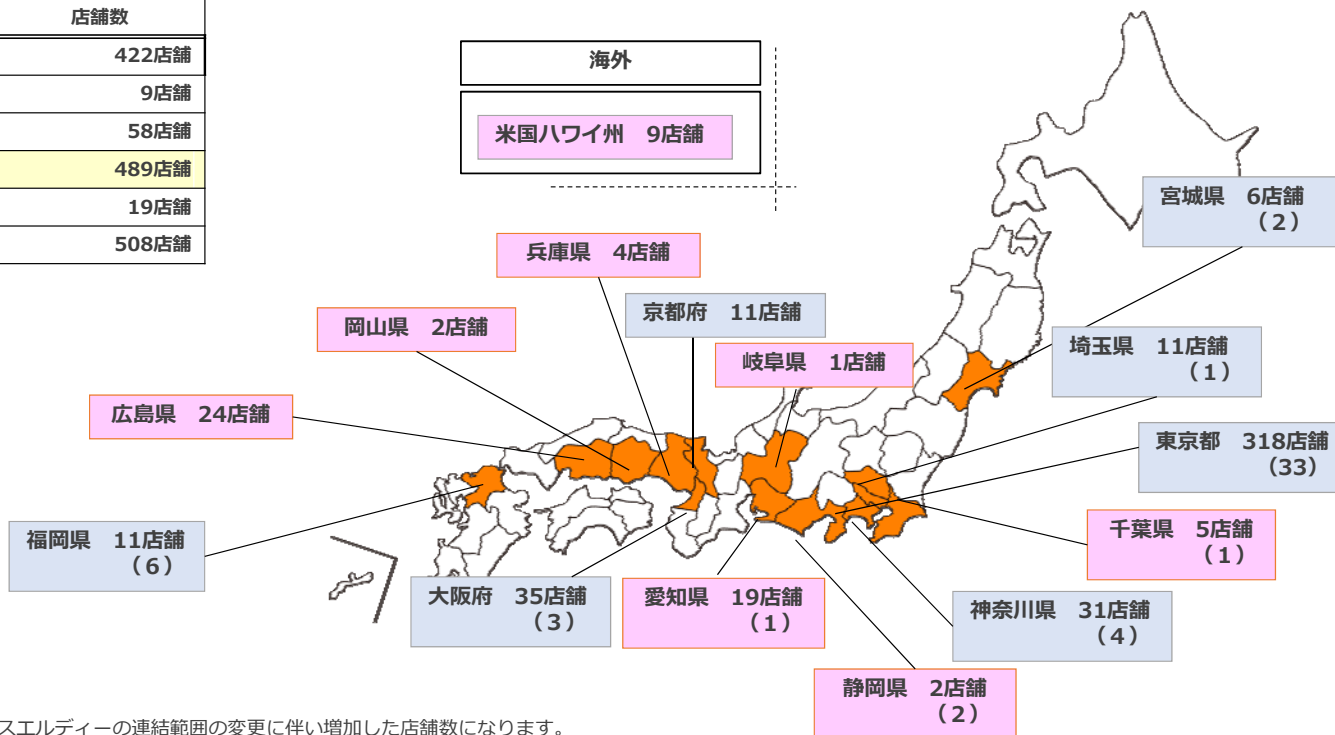 店舗数
422店舗
9店舗
58店舗
489店舗
19店舗
508店舗
海外
米国ハワイ州　9店舗
宮城県　6店舗
（2）
兵庫県　4店舗
京都府　11店舗
岡山県　2店舗
埼玉県　11店舗
（1）
岐阜県　1店舗
広島県　24店舗
東京都　318店舗
（33）
千葉県　5店舗
（1）
福岡県　11店舗
（6）
大阪府　35店舗
（3）
愛知県　19店舗
（1）
神奈川県　31店舗
（4）
静岡県　2店舗
（2）
スエルディーの連結範囲の変更に伴い増加した店舗数になります。